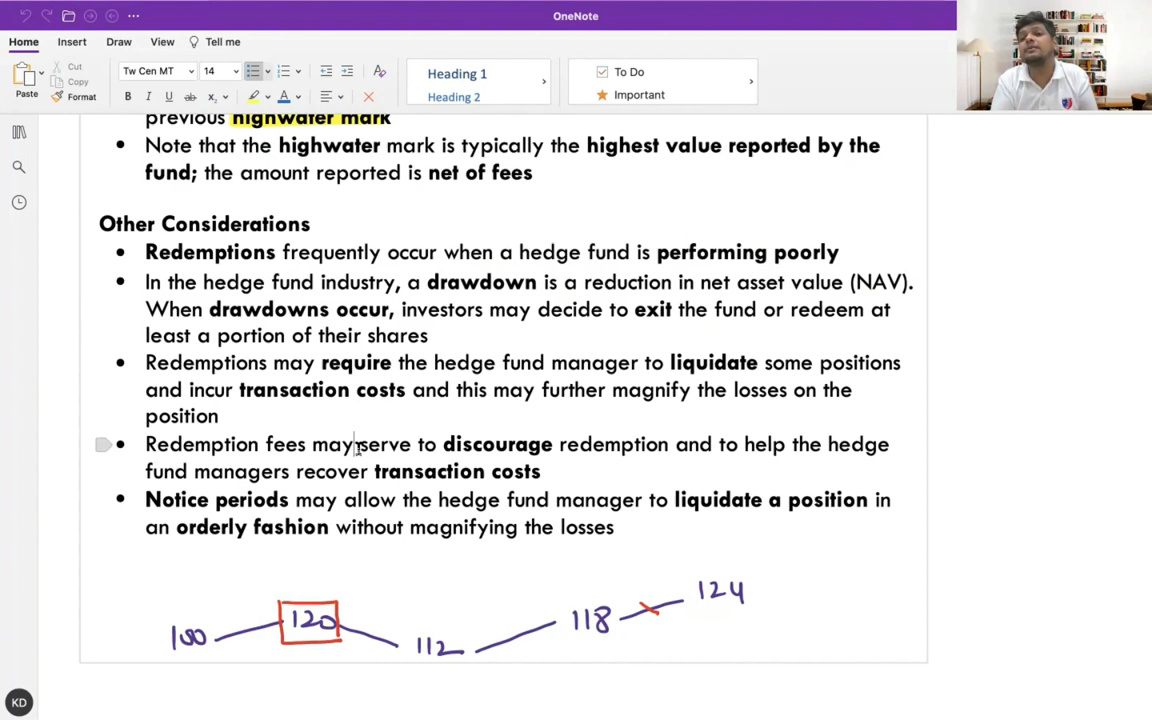 OneNote
Home Insert Draw View Tell me
Paste
Cut
Copy
Format
Tw Cen MT 14
B I U ab x₂ A
Heading 1
Heading 2
To Do
Important
previous highwater mark
• Note that the highwater mark is typically the highest value reported by the
fund; the amount reported is net of fees
Other Considerations
• Redemptions frequently occur when a hedge fund is performing poorly
• In the hedge fund industry, a drawdown is a reduction in net asset value (NAV).
When drawdowns occur, investors may decide to exit the fund or redeem at
least a portion of their shares
• Redemptions may require the hedge fund manager to liquidate some positions
and incur transaction costs and this may further magnify the losses on the
position
• Redemption fees may serve to discourage redemption and to help the hedge
fund managers recover transaction costs
• Notice periods may allow the hedge fund manager to liquidate a position in
an orderly fashion without magnifying the losses
100 120 112 118 124
KD